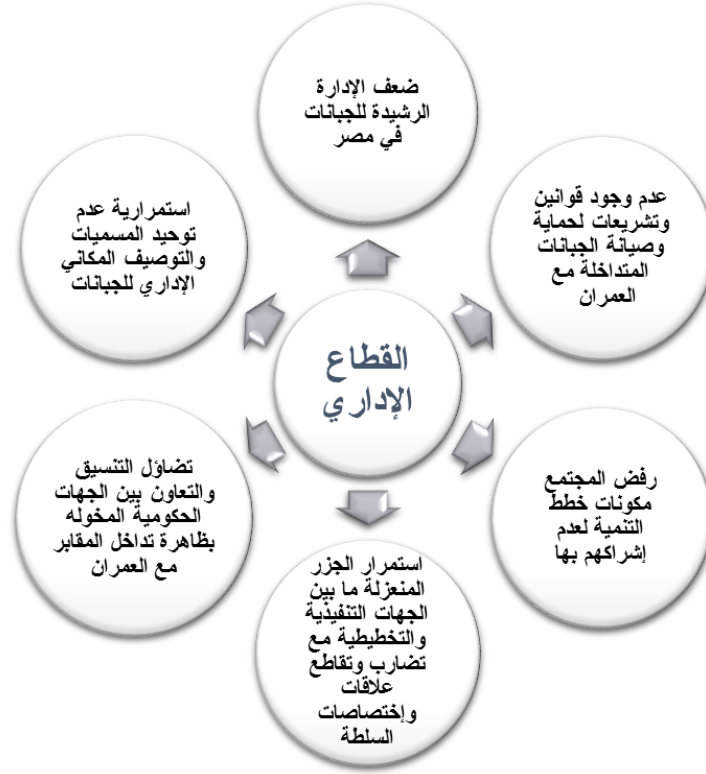 ضعف الإدارة
الرشيدة للجبانات
في مصر
عدم وجود قوانين
وتشريعات لحماية
وصيانة الجبانات
المتداخلة مع
العمران
رفض المجتمع
مكونات خطط
التنمية لعدم
إشراكهم بها
استمرار الجزر
المنعزلة ما بين
الجهات التنفيذية
والتخطيطية مع
تضارب وتقاطع
علاقات
وإختصاصات
السلطة
تضاؤل التنسيق
والتعاون بين الجهات
الحكومية المخوله
بظاهرة تداخل المقابر
مع العمران
استمرارية عدم
توحيد المسميات
والتوصيف المكاني
الإداري للجبانات
القطاع
الإداري